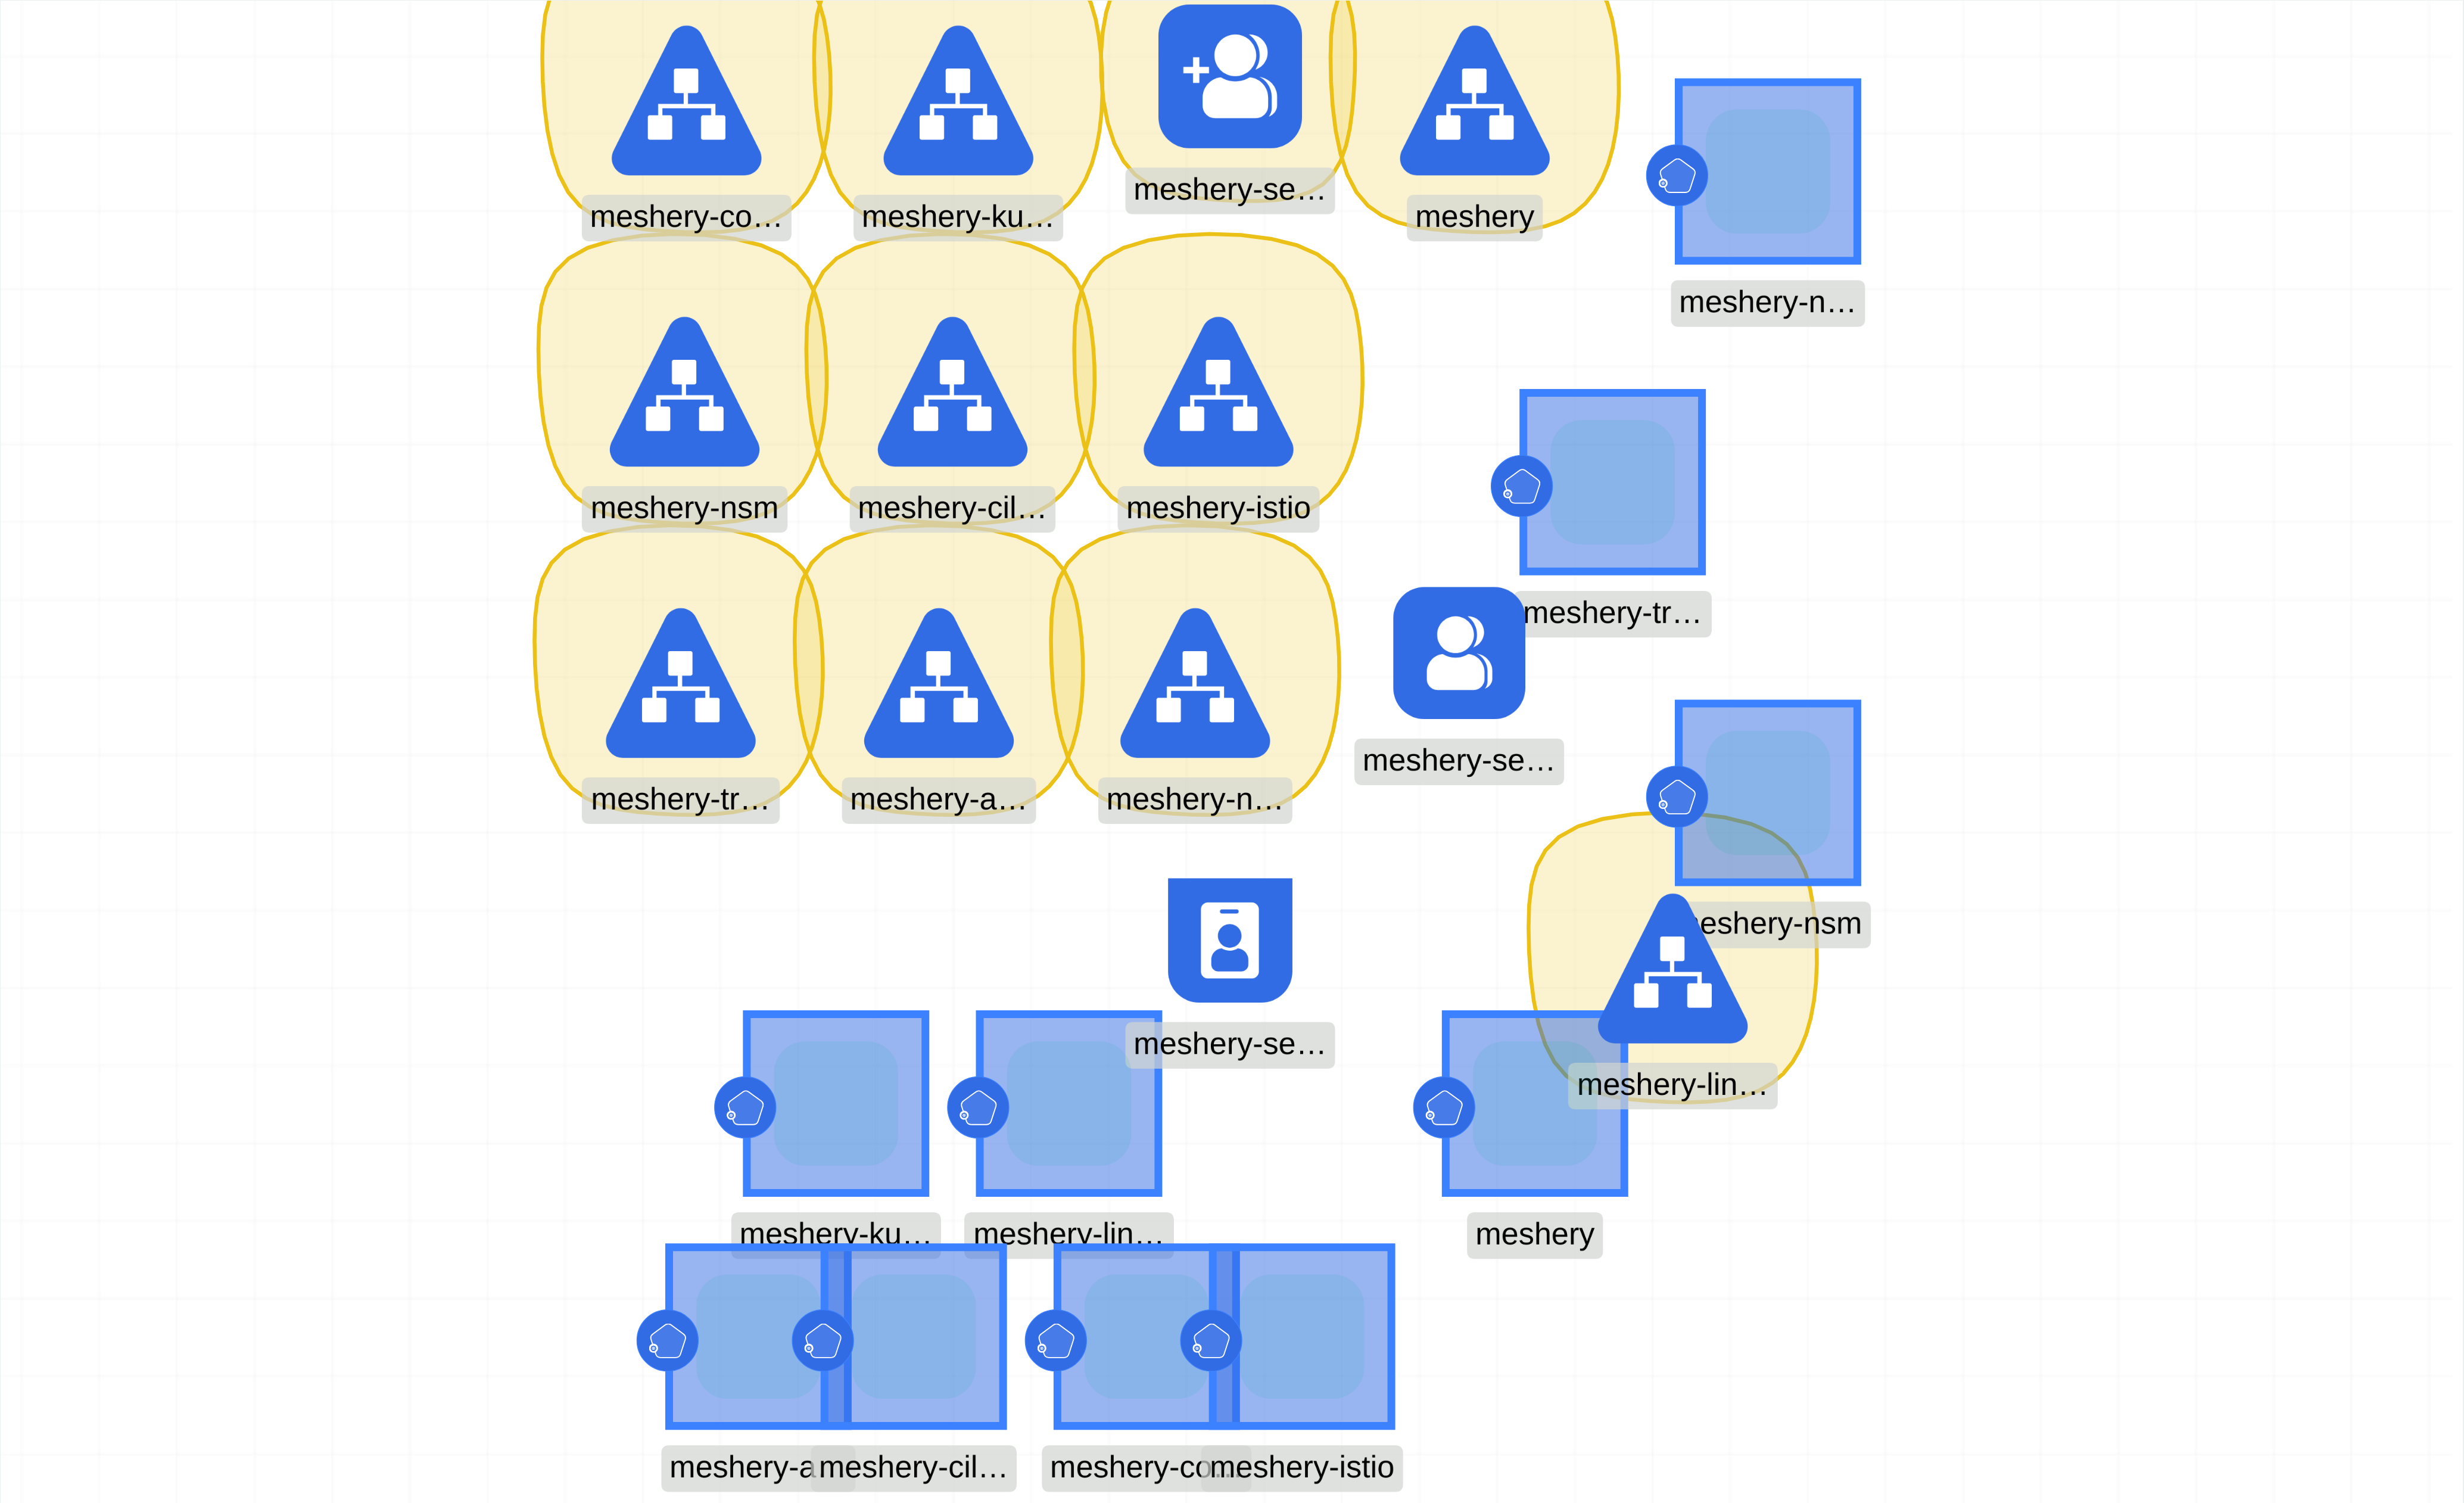 meshery-co…
meshery-ku…
meshery-se…
meshery
meshery-n…
meshery-nsm
meshery-cil…
meshery-istio
meshery-tr…
meshery-tr…
meshery-a…
meshery-n…
meshery-se…
eshery-nsm
meshery-se…
meshery-lin…
meshery-ku…
meshery-lin…
meshery
meshery-a
meshery-cil…
meshery-co…
meshery-istio